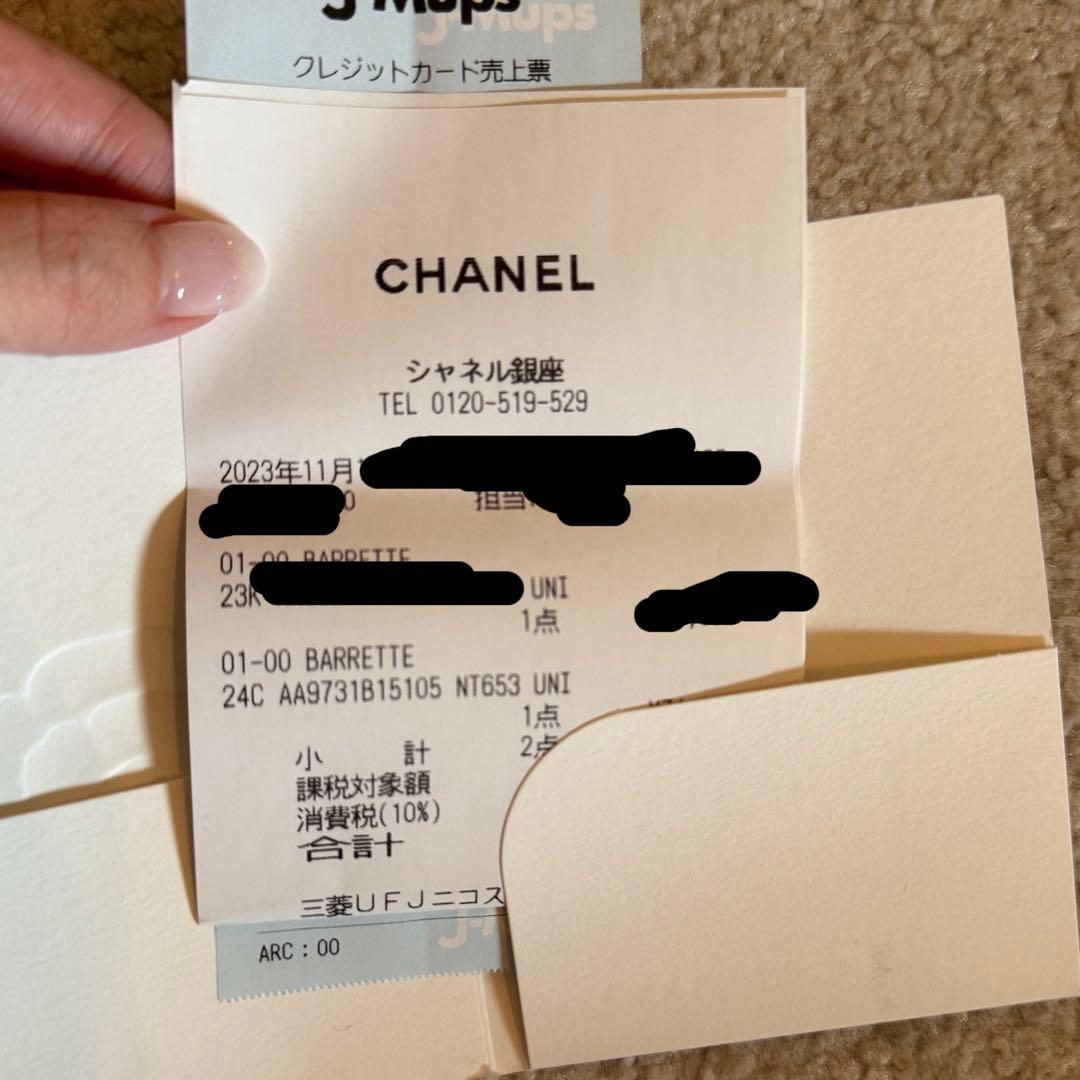 J-Mups
J-Mups
クレジットカード売上票
CHANEL
シャネル銀座
TEL 0120-519-529
2023年11月
0 担当
01-00 BARRETTE
23K UNI
1点
01-00 BARRETTE
24C AA9731B15105 NT653 UNI
1点
小 計 2点
課税対象額
消費税(10%)
合計
三菱UFJニコス
ARC:00